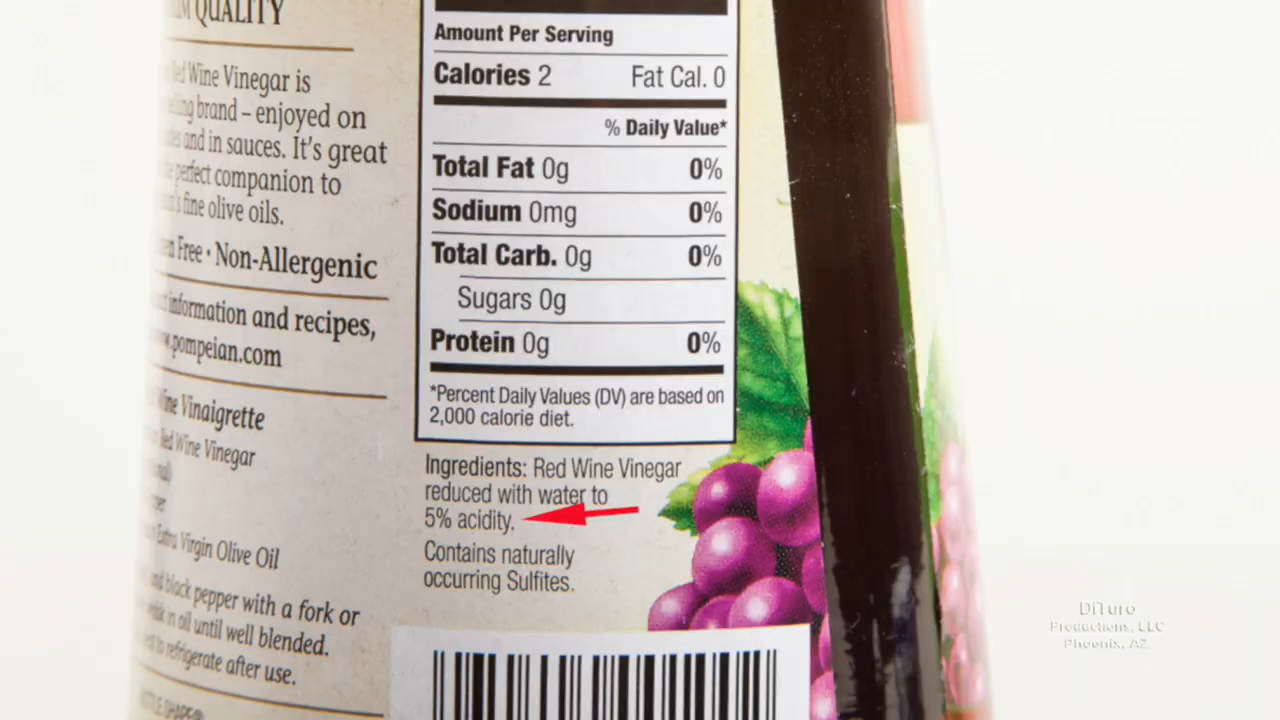 QUALITY
Red Wine Vinegar is
brand – enjoyed on
and in sauces. It's great
perfect companion to
fine olive oils.
Free • Non-Allergenic
information and recipes,
pompeian.com
Vinaigrette
Red Wine Vinegar
Extra Virgin Olive Oil
and black pepper with a fork or
in oil until well blended.
to refrigerate after use.
Amount Per Serving
Calories 2 Fat Cal. 0
% Daily Value*
Total Fat 0g 0%
Sodium 0mg 0%
Total Carb. 0g 0%
Sugars 0g
Protein 0g 0%
*Percent Daily Values (DV) are based on
2,000 calorie diet.
Ingredients: Red Wine Vinegar
reduced with water to
5% acidity.
Contains naturally
occurring Sulfites.
DiTuro
Productions, LLC
Phoenix, AZ